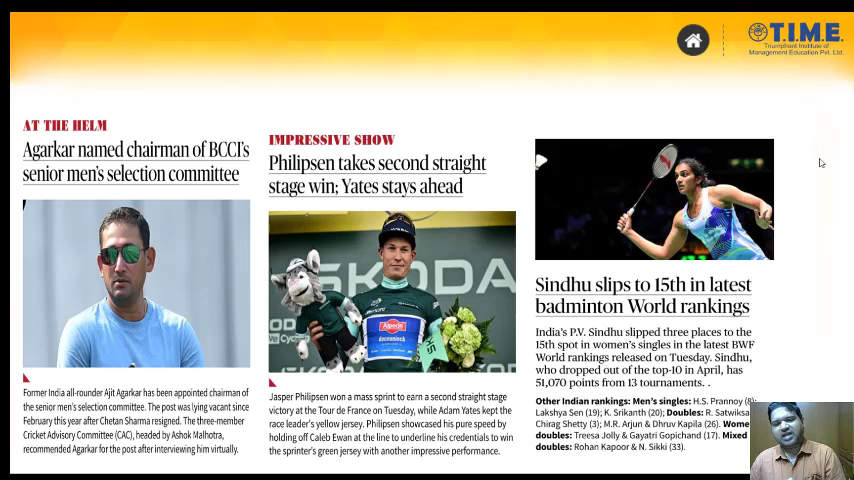 T.I.M.E.
Triumphant Institute of
Management Education Pvt. Ltd.
AT THE HELM
Agarkar named chairman of BCCI's
senior men's selection committee
Former India all-rounder Ajit Agarkar has been appointed chairman of
the senior men's selection committee. The post was lying vacant since
February this year after Chetan Sharma resigned. The three-member
Cricket Advisory Committee (CAC), headed by Ashok Malhotra,
recommended Agarkar for the post after interviewing him virtually.
IMPRESSIVE SHOW
Philipsen takes second straight
stage win; Yates stays ahead
ŠKODA
Alpecin
deceuninck
Jasper Philipsen won a mass sprint to earn a second straight stage
victory at the Tour de France on Tuesday, while Adam Yates kept the
race leader's yellow jersey. Philipsen showcased his pure speed by
holding off Caleb Ewan at the line to underline his credentials to win
the sprinter's green jersey with another impressive performance.
Sindhu slips to 15th in latest
badminton World rankings
India's P.V. Sindhu slipped three places to the
15th spot in women's singles in the latest BWF
World rankings released on Tuesday. Sindhu,
who dropped out of the top-10 in April, has
51,070 points from 13 tournaments. .
Other Indian rankings: Men's singles: H.S. Prannoy (8);
Lakshya Sen (19); K. Srikanth (20); Doubles: R. Satwiksa
Chirag Shetty (3); M.R. Arjun & Dhruv Kapila (26). Wome
doubles: Treesa Jolly & Gayatri Gopichand (17). Mixed
doubles: Rohan Kapoor & N. Sikki (33).